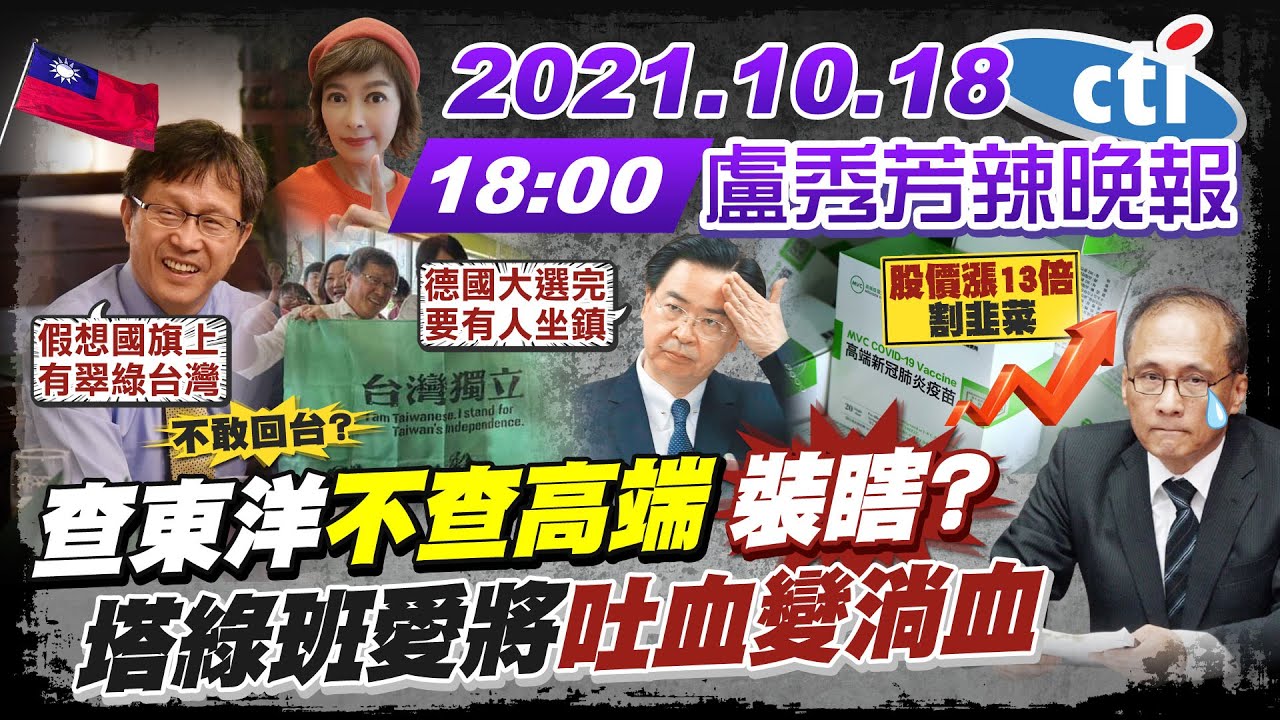 2021.10.18
cti
18:00
盧秀芳辣晚報
假想國旗上
有翠綠台灣
德國大選完
要有人坐鎮
股價漲13倍
割韭菜
MVC
MVC COVID-19 Vaccine
高端新冠肺炎疫苗
台灣獨立
I am Taiwanese. I stand for
Taiwan's independence.
不敢回台?
查東洋不查高端 裝瞎?
塔綠班愛將吐血變淌血